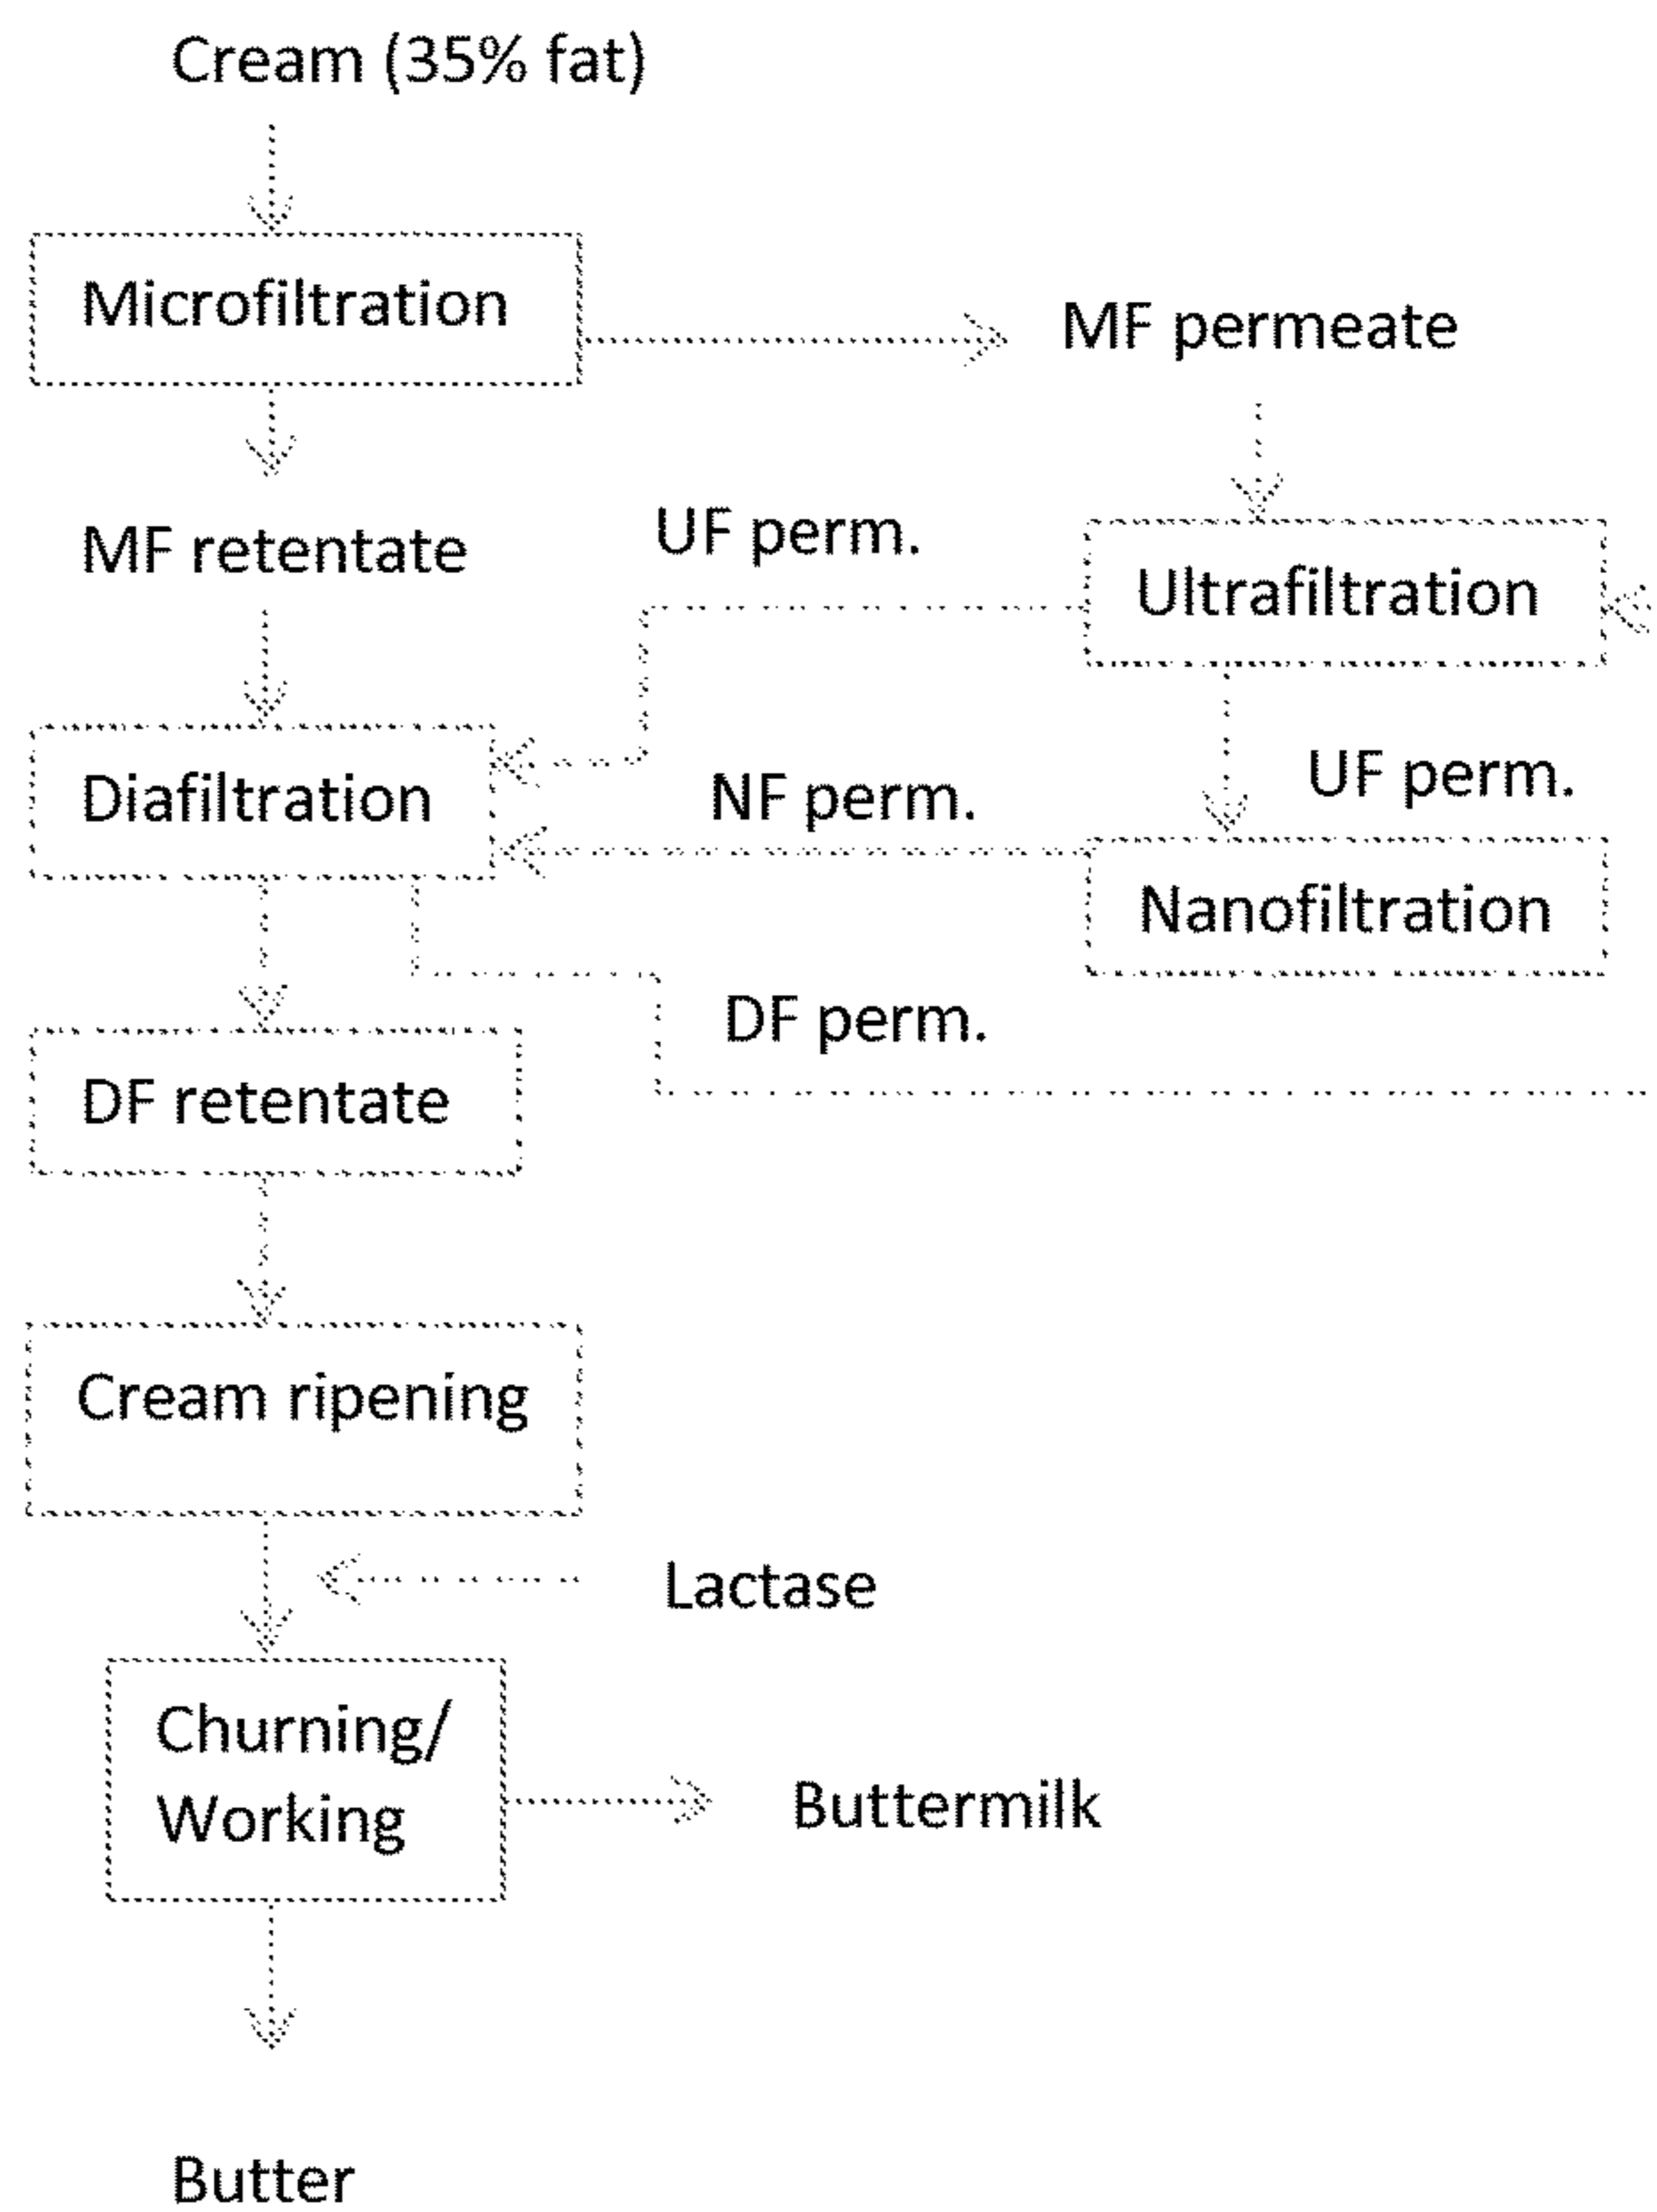 Cream (35% fat)
Microfiltration
MF permeate
MF retentate
UF perm.
Ultrafiltration
UF perm.
Diafiltration
NF perm.
Nanofiltration
DF perm.
DF retentate
Cream ripening
Lactase
Churning/
Working
Buttermilk
Butter